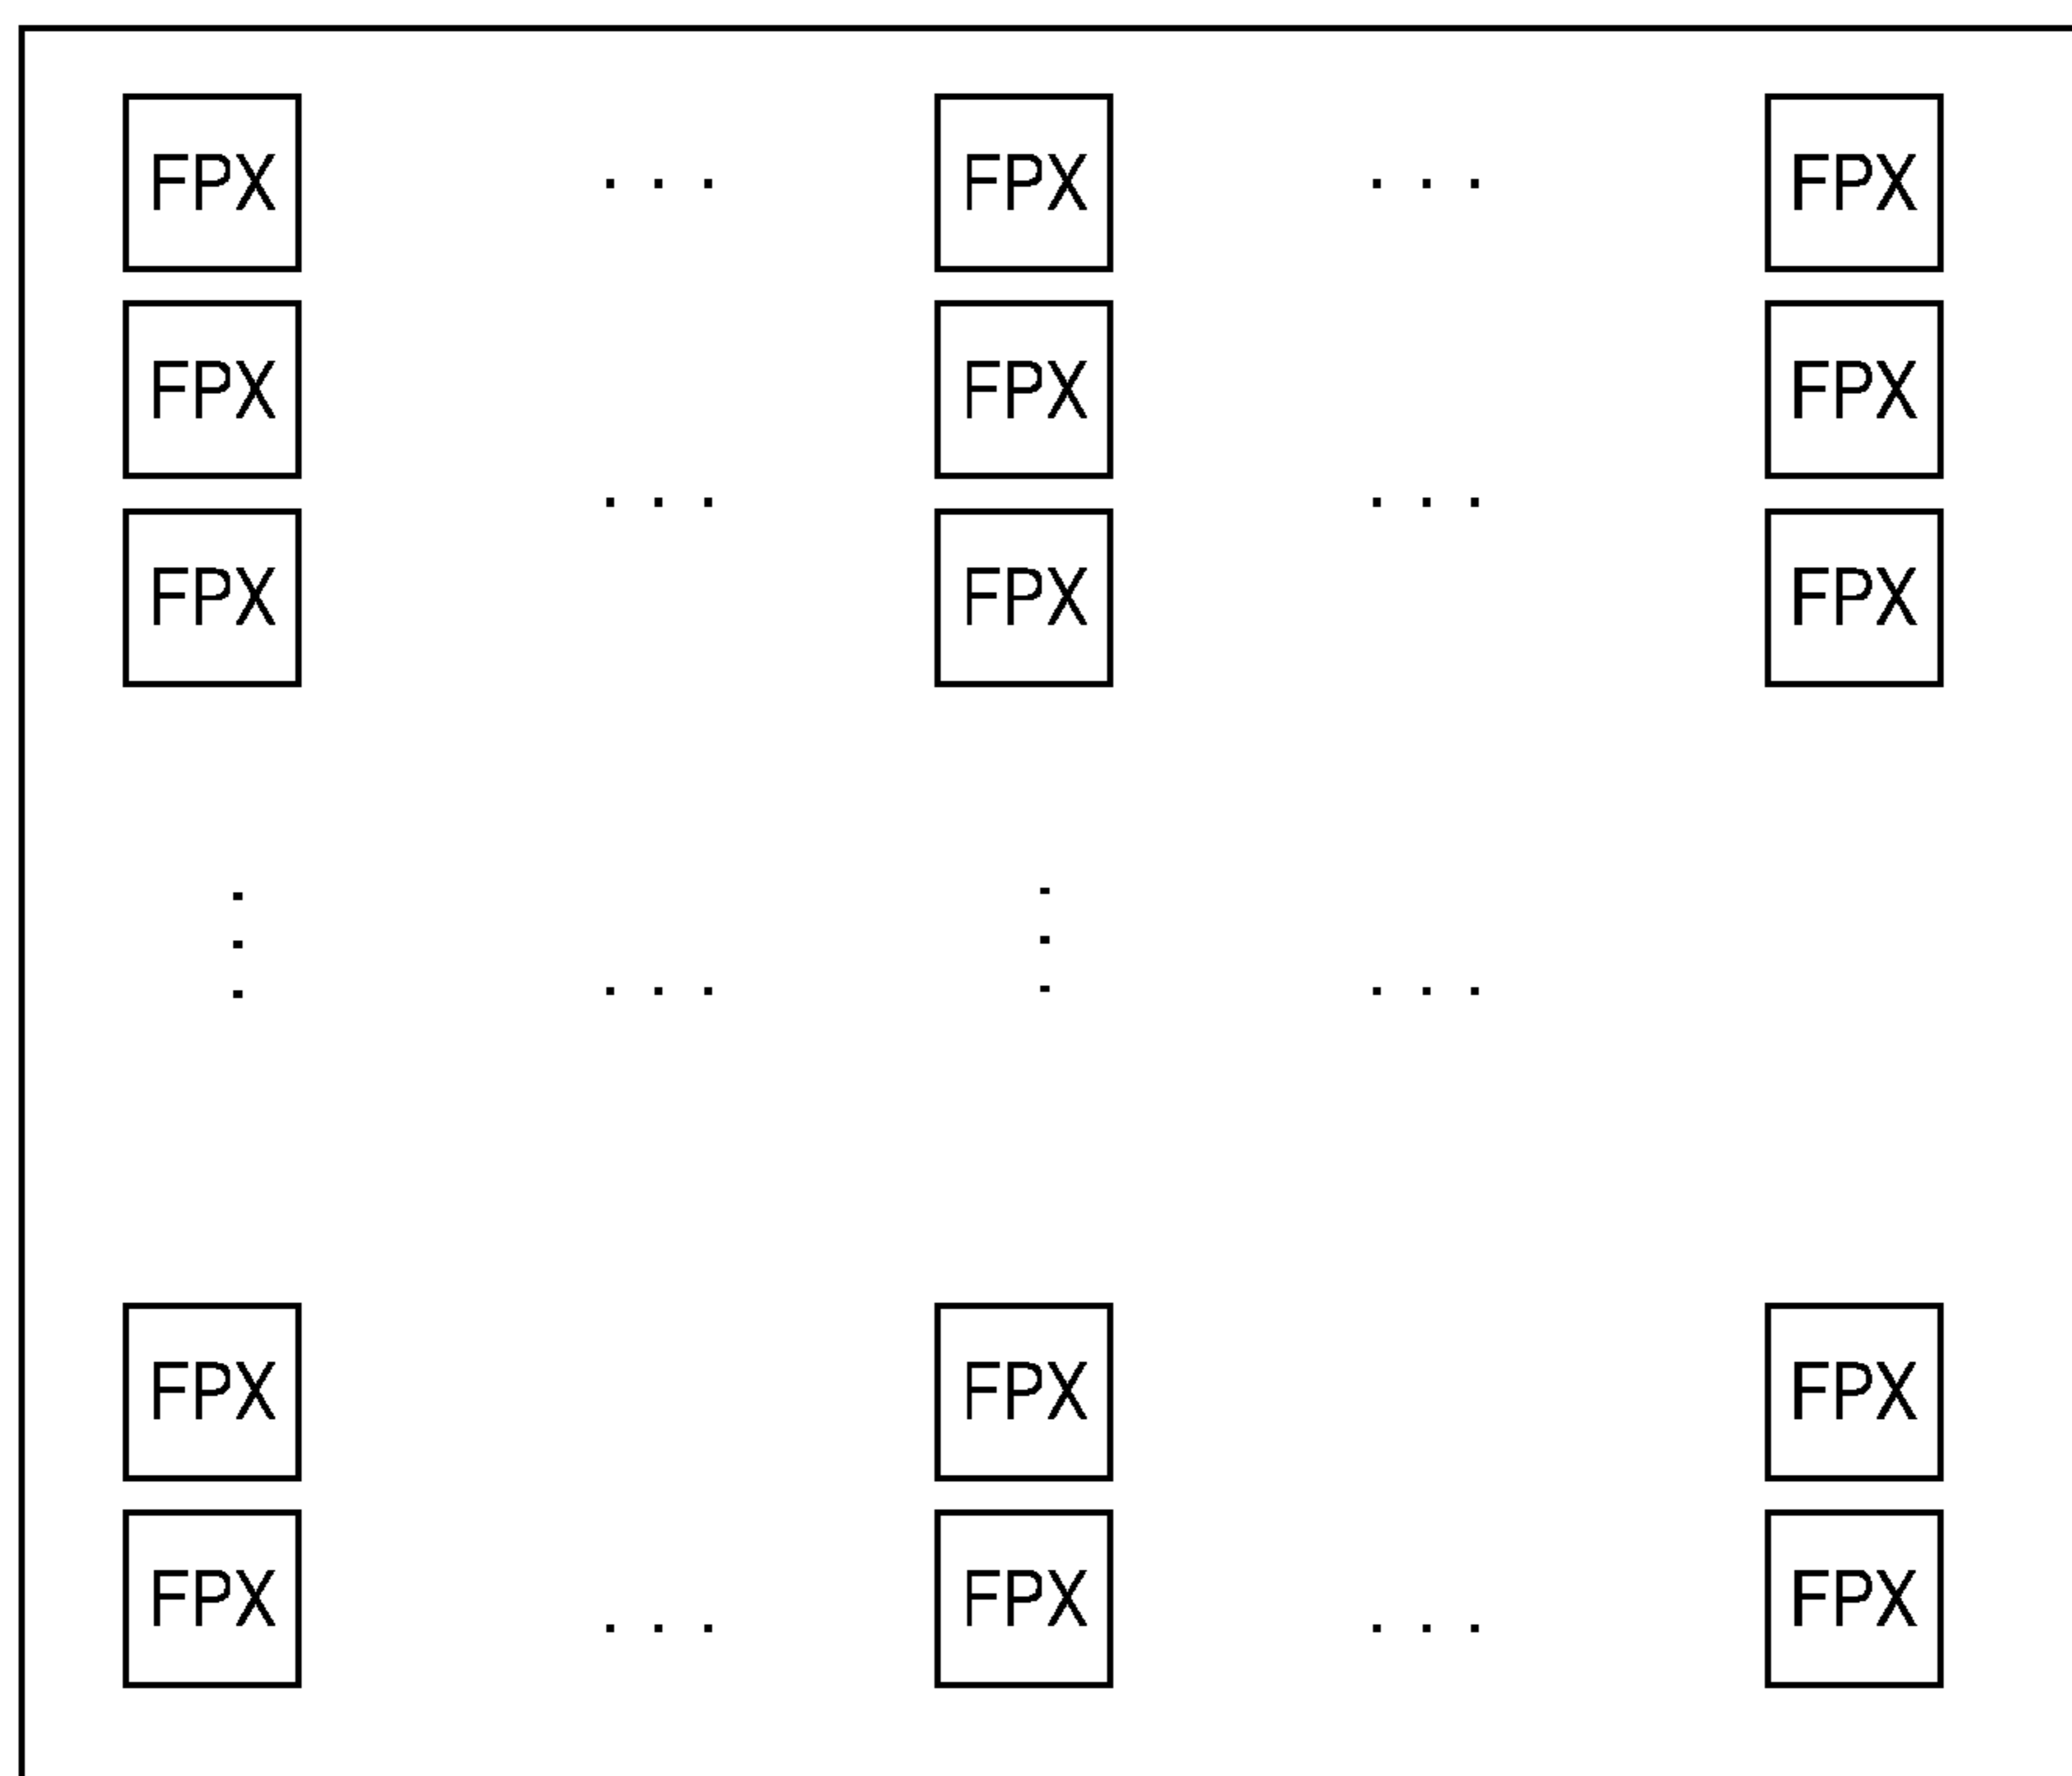 FPX . . . FPX . . . FPX
FPX FPX FPX
. . . . . .
FPX FPX FPX
. . . . . . . . . . . .
FPX FPX FPX
FPX . . . FPX . . . FPX